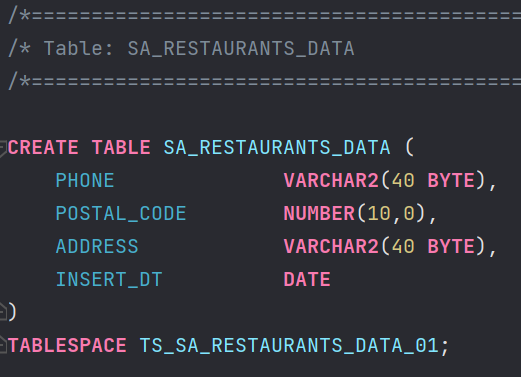 /*=========================================
/* Table: SA_RESTAURANTS_DATA
/*=========================================
CREATE TABLE SA_RESTAURANTS_DATA (
    PHONE              VARCHAR2(40 BYTE),
    POSTAL_CODE        NUMBER(10,0),
    ADDRESS            VARCHAR2(40 BYTE),
    INSERT_DT          DATE
)
TABLESPACE TS_SA_RESTAURANTS_DATA_01;